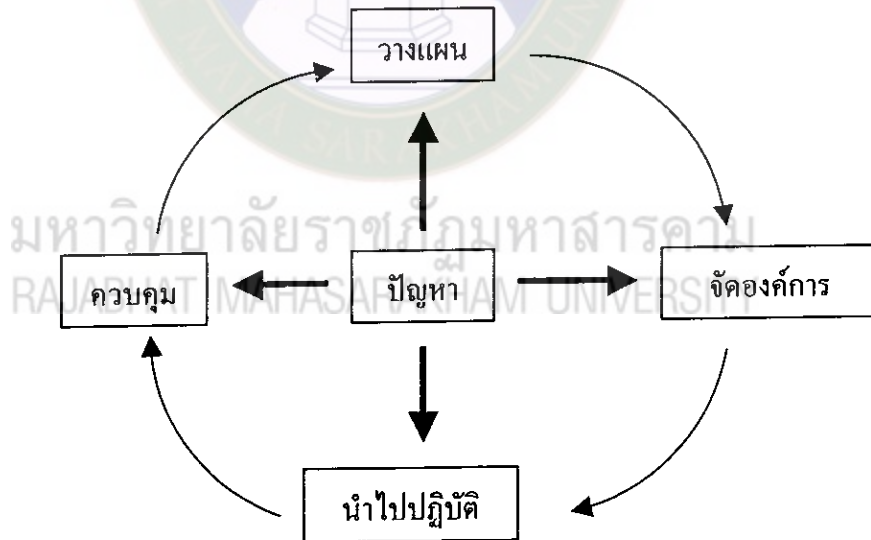 วางแผน
มหาวิทยาลัยราชภัฏมหาสารคาม
RAJABHAT MAHASARAKHAM UNIVERSITY
ควบคุม
ปัญหา
จัดองค์การ
นำไปปฏิบัติ